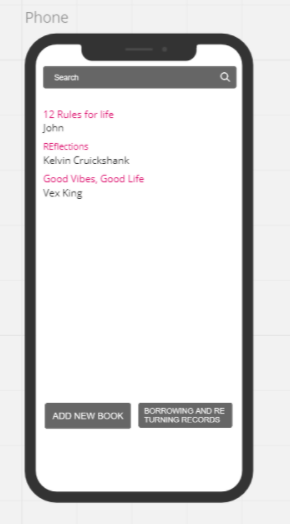 Phone
Search
12 Rules for life
John
REflections
Kelvin Cruickshank
Good Vibes, Good Life
Vex King
ADD NEW BOOK
BORROWING AND RE
TURNING RECORDS